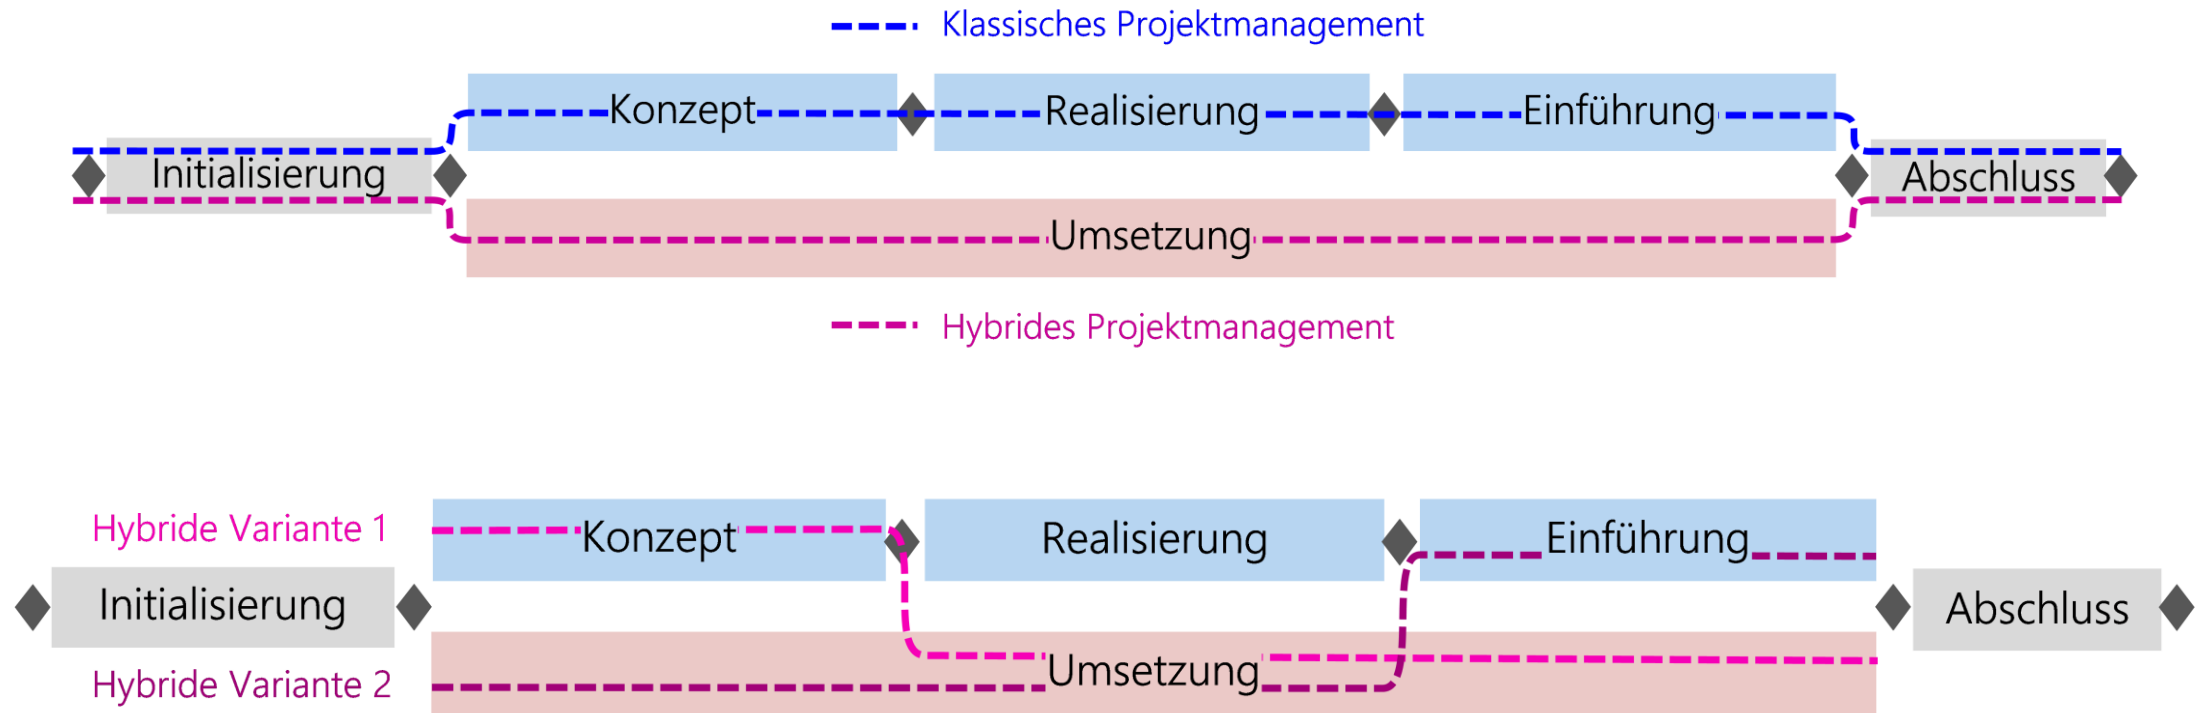 Klassisches Projektmanagement
Konzept
Realisierung
Einführung
Initialisierung
Abschluss
Umsetzung
Hybrides Projektmanagement
Hybride Variante 1
Konzept
Realisierung
Einführung
Initialisierung
Abschluss
Hybride Variante 2
Umsetzung